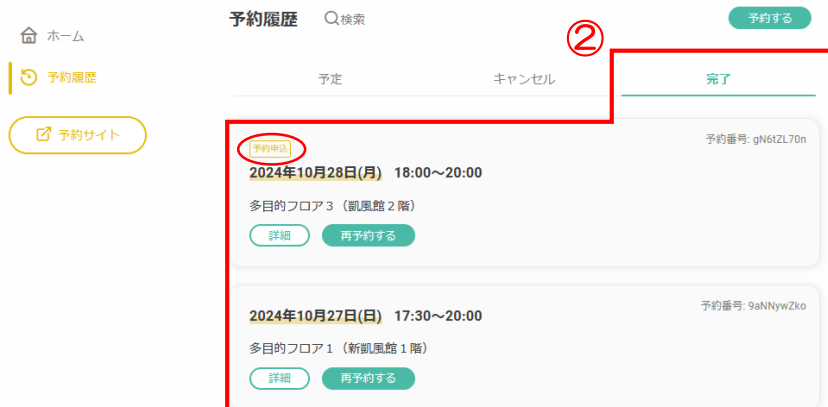 予約履歴 検索 予約する
②
ホーム
予約履歴
予約サイト
予定 キャンセル 完了
予約申込 予約番号: gN6tZL70n
2024年10月28日(月) 18:00～20:00
多目的フロア３（凱風館２階）
詳細 再予約する
予約番号: 9aNNywZko
2024年10月27日(日) 17:30～20:00
多目的フロア１（新凱風館１階）
詳細 再予約する